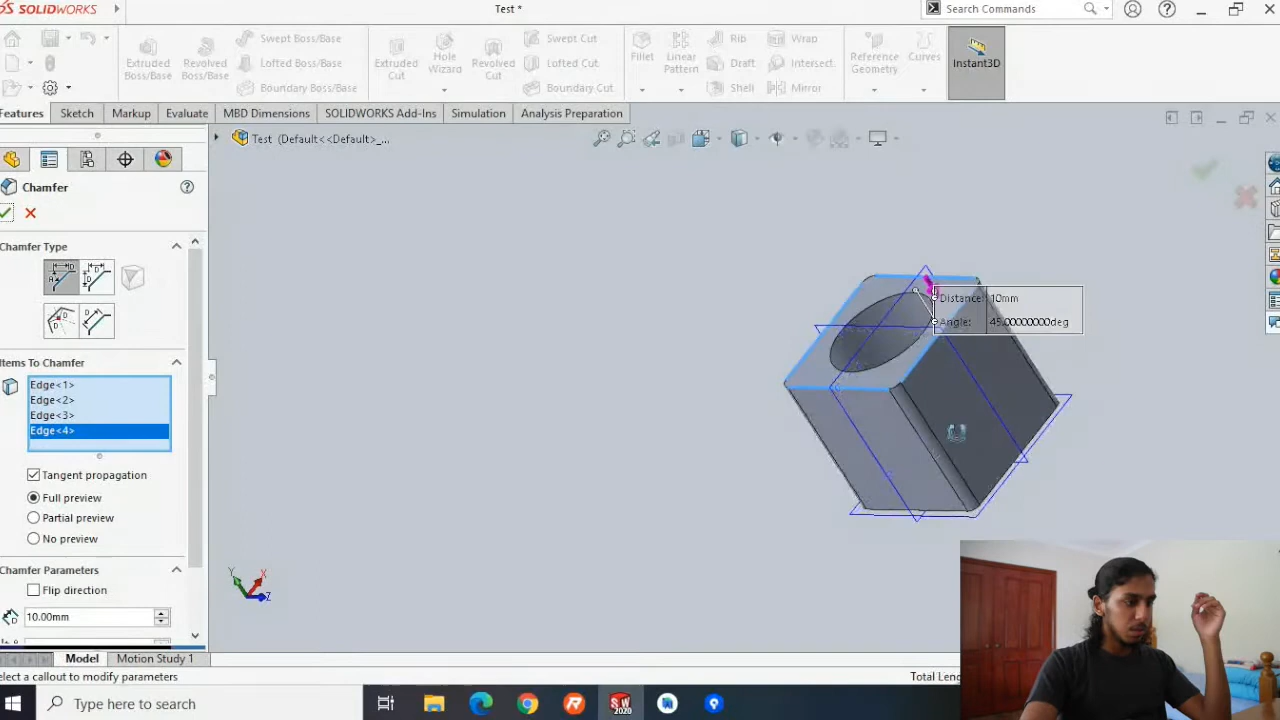 SOLIDWORKS
Test *
Search Commands
Extruded Boss/Base
Revolved Boss/Base
Swept Boss/Base
Lofted Boss/Base
Boundary Boss/Base
Extruded Cut
Hole Wizard
Revolved Cut
Swept Cut
Lofted Cut
Boundary Cut
Fillet
Linear Pattern
Rib
Draft
Shell
Wrap
Intersect
Mirror
Reference Geometry
Curves
Instant3D
Features
Sketch
Markup
Evaluate
MBD Dimensions
SOLIDWORKS Add-Ins
Simulation
Analysis Preparation
Test (Default<<Default>_...
Chamfer
Chamfer Type
Items To Chamfer
Edge<1>
Edge<2>
Edge<3>
Edge<4>
Tangent propagation
Full preview
Partial preview
No preview
Chamfer Parameters
Flip direction
10.00mm
Distance: 10mm
Angle: 45.00000000deg
Y
X
Z
Model
Motion Study 1
elect a callout to modify parameters
Total Len
Type here to search
SW
2020